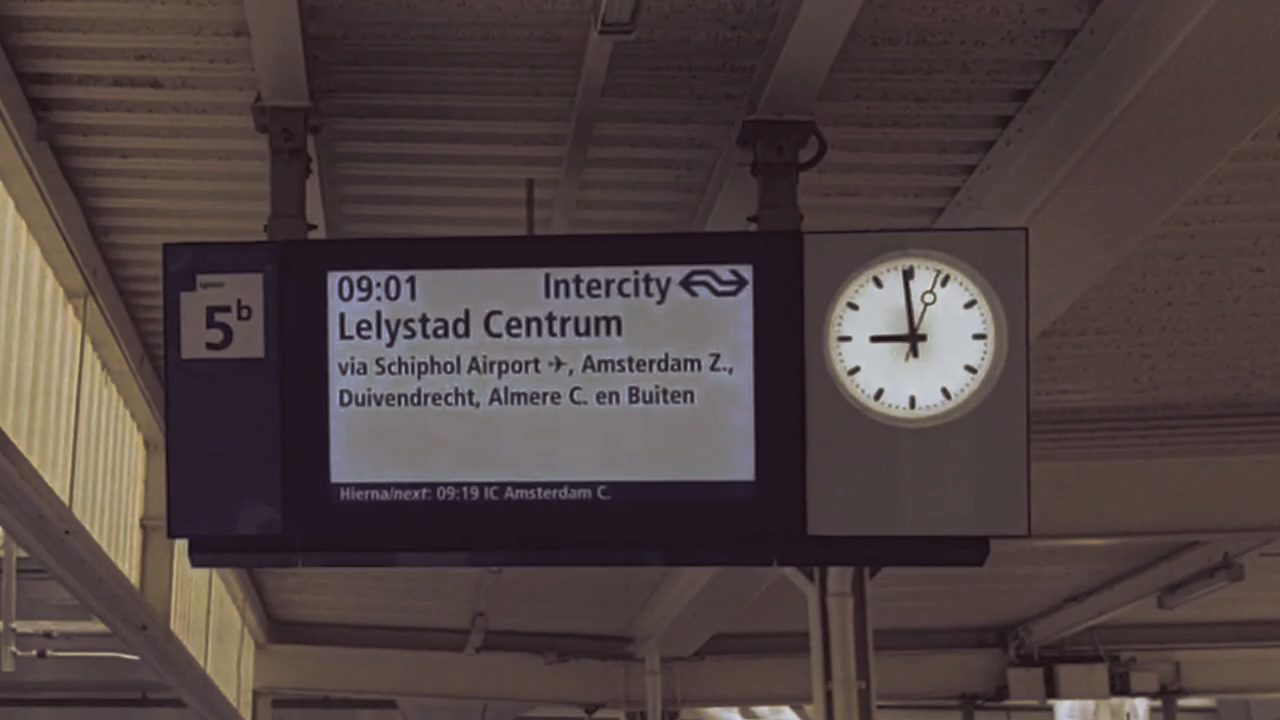 spoor
5b
09:01 Intercity
Lelystad Centrum
via Schiphol Airport ✈, Amsterdam Z.,
Duivendrecht, Almere C. en Buiten
Hierna/next: 09:19 IC Amsterdam C.